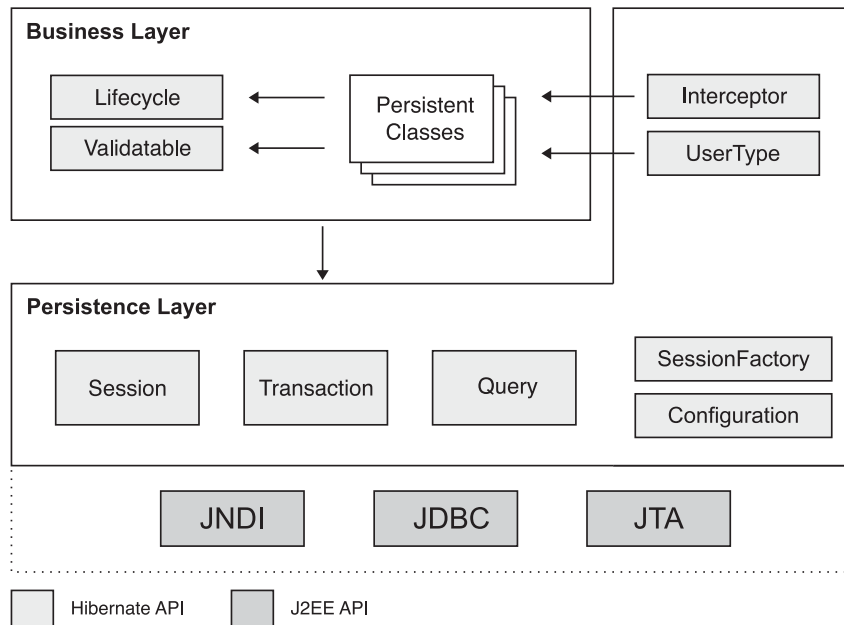 Business Layer
Lifecycle
Validatable
Persistent
Classes
Interceptor
UserType
Persistence Layer
Session
Transaction
Query
SessionFactory
Configuration
JNDI
JDBC
JTA
Hibernate API
J2EE API